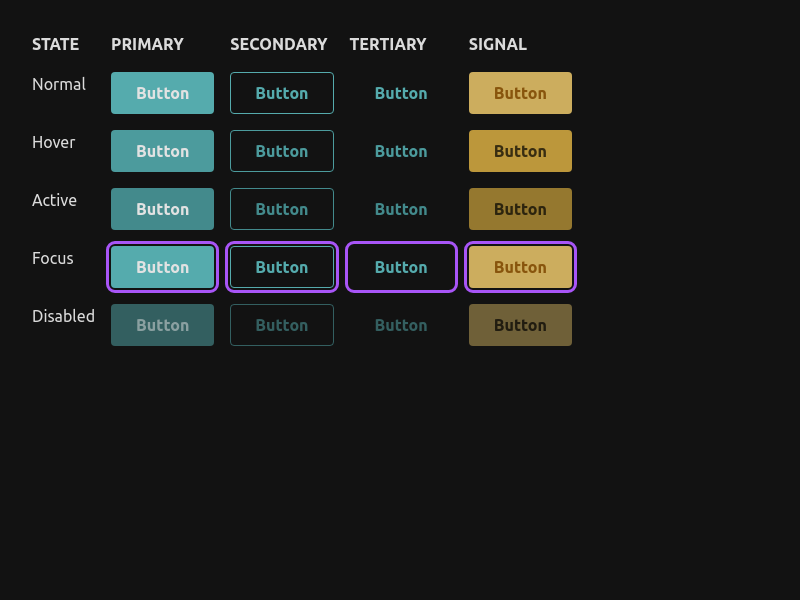 STATE PRIMARY SECONDARY TERTIARY SIGNAL
Normal Button Button Button Button
Hover Button Button Button Button
Active Button Button Button Button
Focus Button Button Button Button
Disabled Button Button Button Button